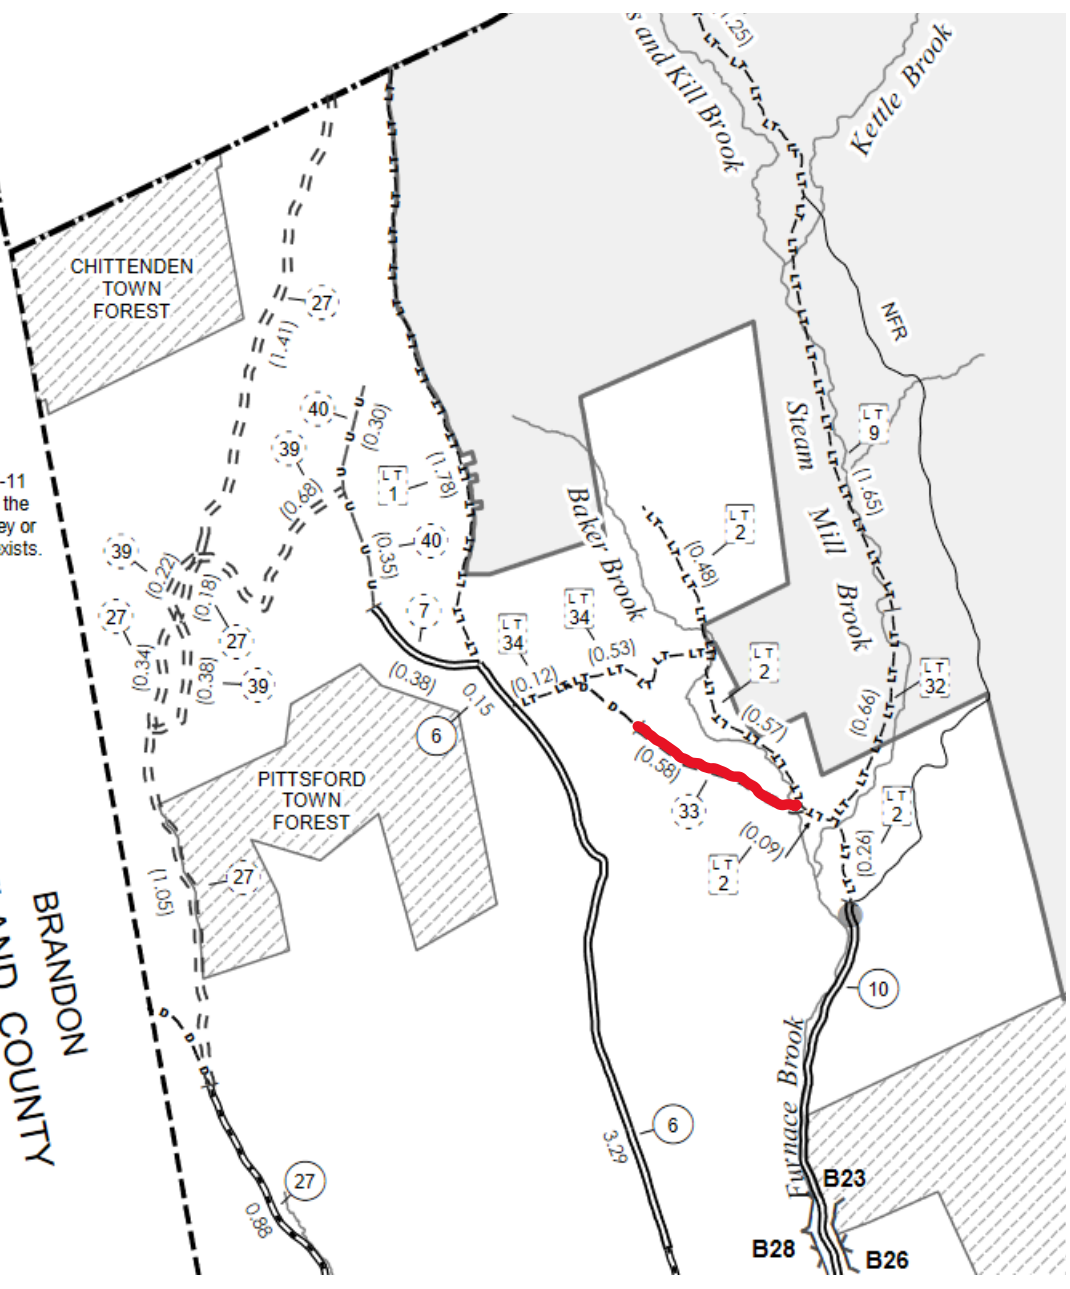 1.25)
s and Kill Brook
Kettle Brook
CHITTENDEN
TOWN
FOREST
27
(1.41)
NFR
40
(0.30)
39
(0.68)
LT
1
(1.78)
Steam
Mill
Brook
LT
9
(1.65)
-11
the
ey or
xists.
39
(0.22)
(0.18)
27
(0.35)
40
Baker Brook
LT
2
(0.48)
27
(0.34)
(0.38)
39
7
(0.38)
0.15
6
LT
34
(0.12)
LT
34
(0.53)
LT
2
(0.57)
LT
32
(0.66)
PITTSFORD
TOWN
FOREST
(0.58)
33
LT
2
(0.09)
LT
2
(0.26)
27
(1.05)
BRANDON
AND COUNTY
10
Furnace Brook
6
3.29
27
0.88
B23
B28
B26